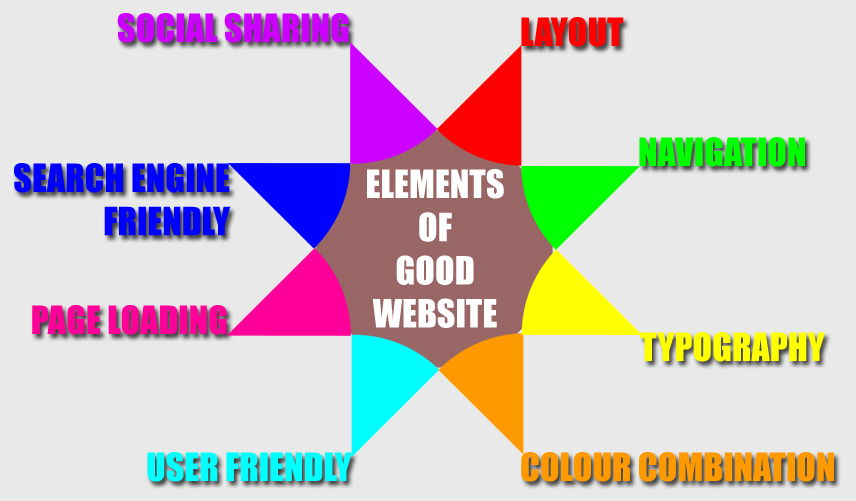 SOCIAL SHARING
LAYOUT
NAVIGATION
SEARCH ENGINE
FRIENDLY
ELEMENTS
OF
GOOD
WEBSITE
PAGE LOADING
TYPOGRAPHY
USER FRIENDLY
COLOUR COMBINATION